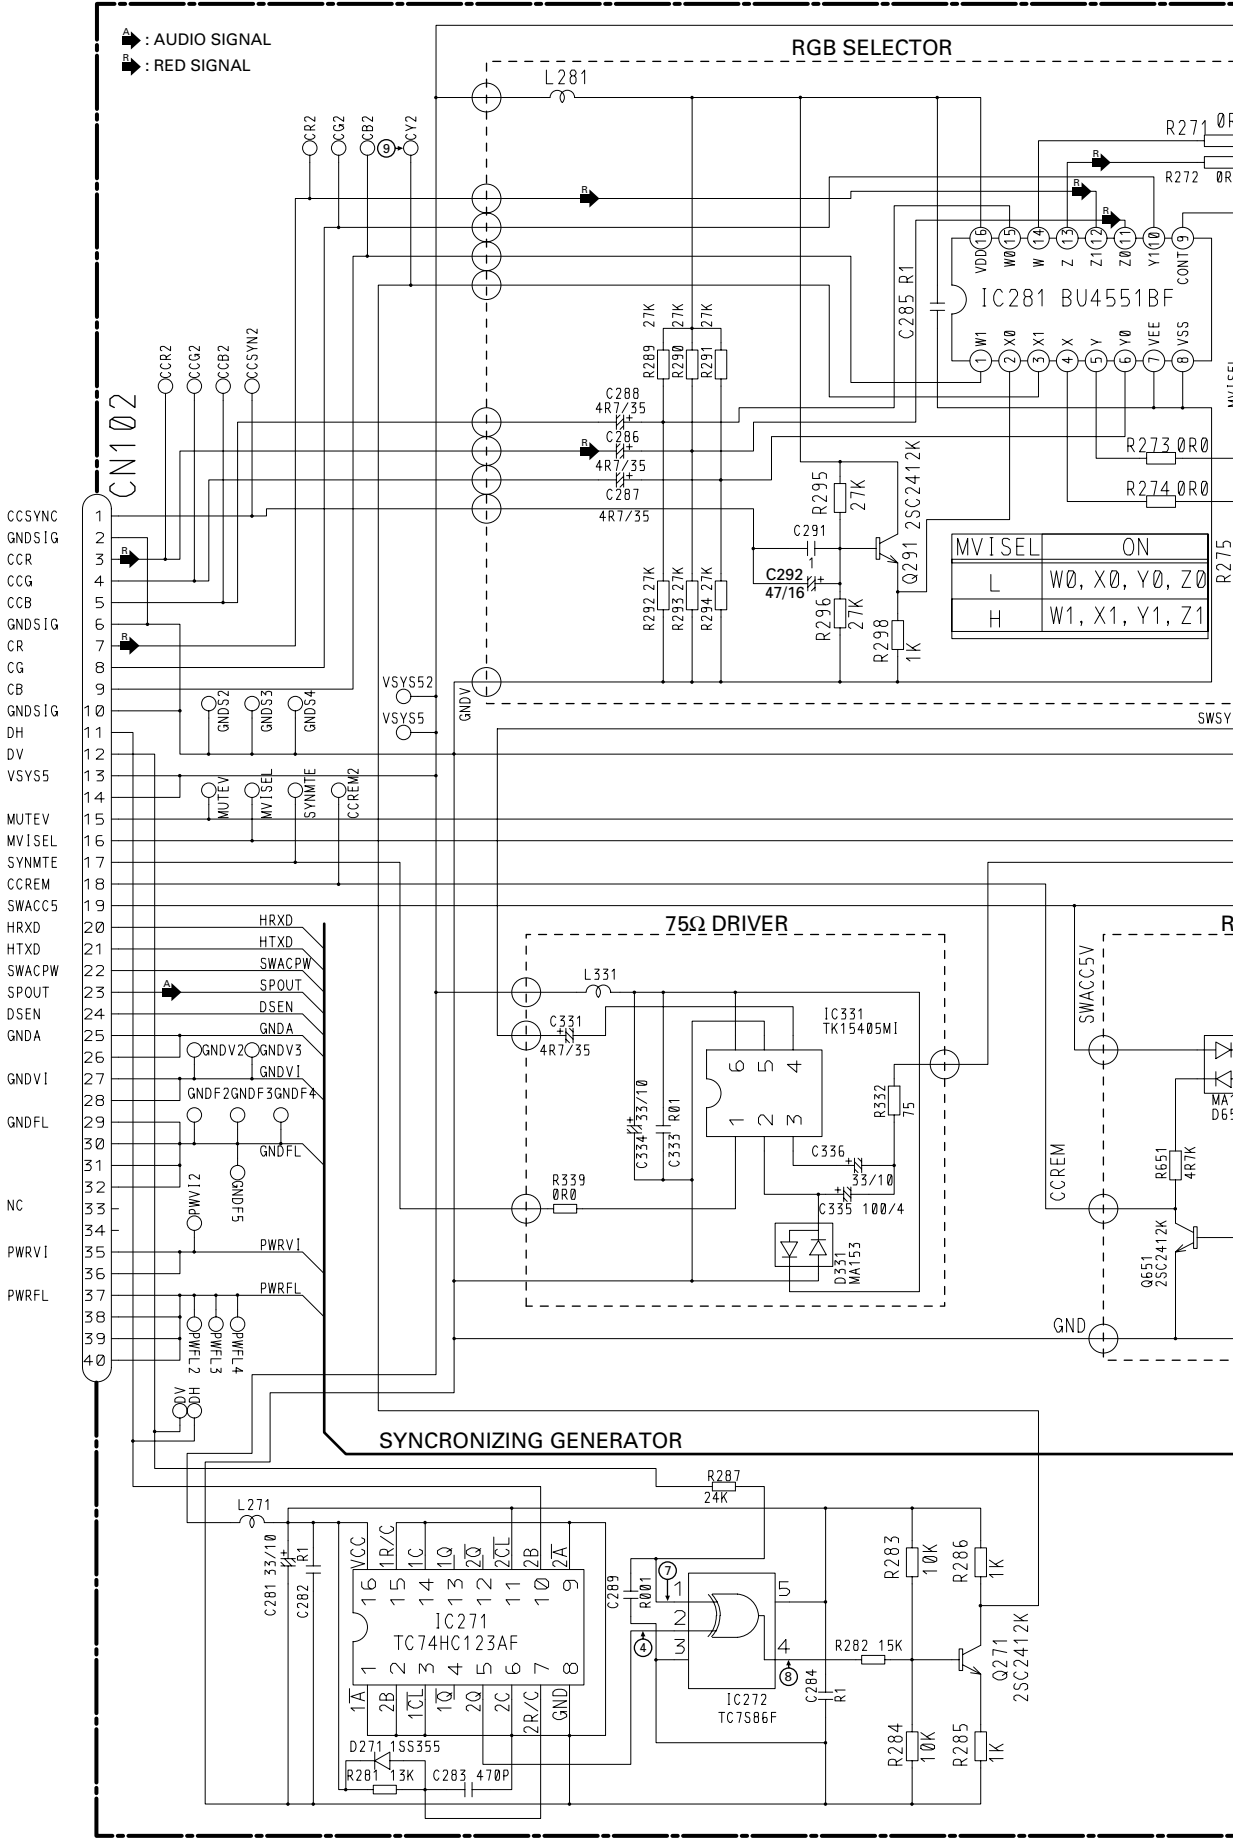 A : AUDIO SIGNAL
R : RED SIGNAL
RGB SELECTOR
L281
CR2
CG2
CB2
9
CY2
R271
R272
R
R
R
R
VDD 16
W0 15
W 14
Z 13
Z1 12
Z0 11
Y1 10
CONT 9
C285 R1
IC281 BU4551BF
1 W1
2 X0
3 X1
4 X
5 Y
6 Y0
7 VEE
8 VSS
27K
27K
27K
R289
R290
R291
CCR2
CCG2
CCB2
CCSYN2
CN102
C288
4R7/35
R
C286
4R7/35
C287
4R7/35
R273 0R0
R274 0R0
R275
R295
27K
Q291 2SC2412K
C291
1
C292
47/16
R296
27K
R298
1K
R292 27K
R293 27K
R294 27K
MVISEL ON
L W0, X0, Y0, Z0
H W1, X1, Y1, Z1
CCSYNC 1
GNDSIG 2
CCR 3 R
CCG 4
CCB 5
GNDSIG 6
CR 7 R
CG 8
CB 9
GNDSIG 10
DH 11
DV 12
VSYS5 13
14
MUTEV 15
MVISEL 16
SYNMTE 17
CCREM 18
SWACC5 19
HRXD 20 HRXD
HTXD 21 HTXD
SWACPW 22 SWACPW
SPOUT 23 A SPOUT
DSEN 24 DSEN
GNDA 25 GNDA
26
GNDVI 27 GNDVI
28
GNDFL 29
30 GNDFL
31
32
NC 33
34
PWRVI 35 PWRVI
36
PWRFL 37 PWRFL
38
39
40
GNDS2
GNDS3
GNDS4
VSYS52
VSYS5
GNDV
MUTEV
MVISEL
SYNMTE
CCREM2
GNDV2
GNDV3
GNDF2
GNDF3
GNDF4
GNDF5
PWVI2
PWFL2
PWFL3
PWFL4
DV
DH
75Ω DRIVER
L331
C331
4R7/35
IC331
TK15405MI
6 5 4
1 2 3
C334 33/10
C333 R01
R332
75
C336
33/10
C335 100/4
R339
0R0
D331
MA153
SWACC5V
CCREM
R651
4R7K
Q651
2SC2412K
GND
SYNCRONIZING GENERATOR
L271
C281 33/10
C282 R1
VCC
1R/C
1C
1Q
2Q
2CL
2B
2A
16 15 14 13 12 11 10 9
IC271
TC74HC123AF
1 2 3 4 5 6 7 8
1A
2B
1CL
1Q
2Q
2C
2R/C
GND
D271 1SS355
R281 13K
C283 470P
R287
24K
C289
R001
7
1
2
3
4
5
4
8
IC272
TC7S86F
C284
R1
R282 15K
R283
10K
R286
1K
R284
10K
R285
1K
Q271
2SC2412K